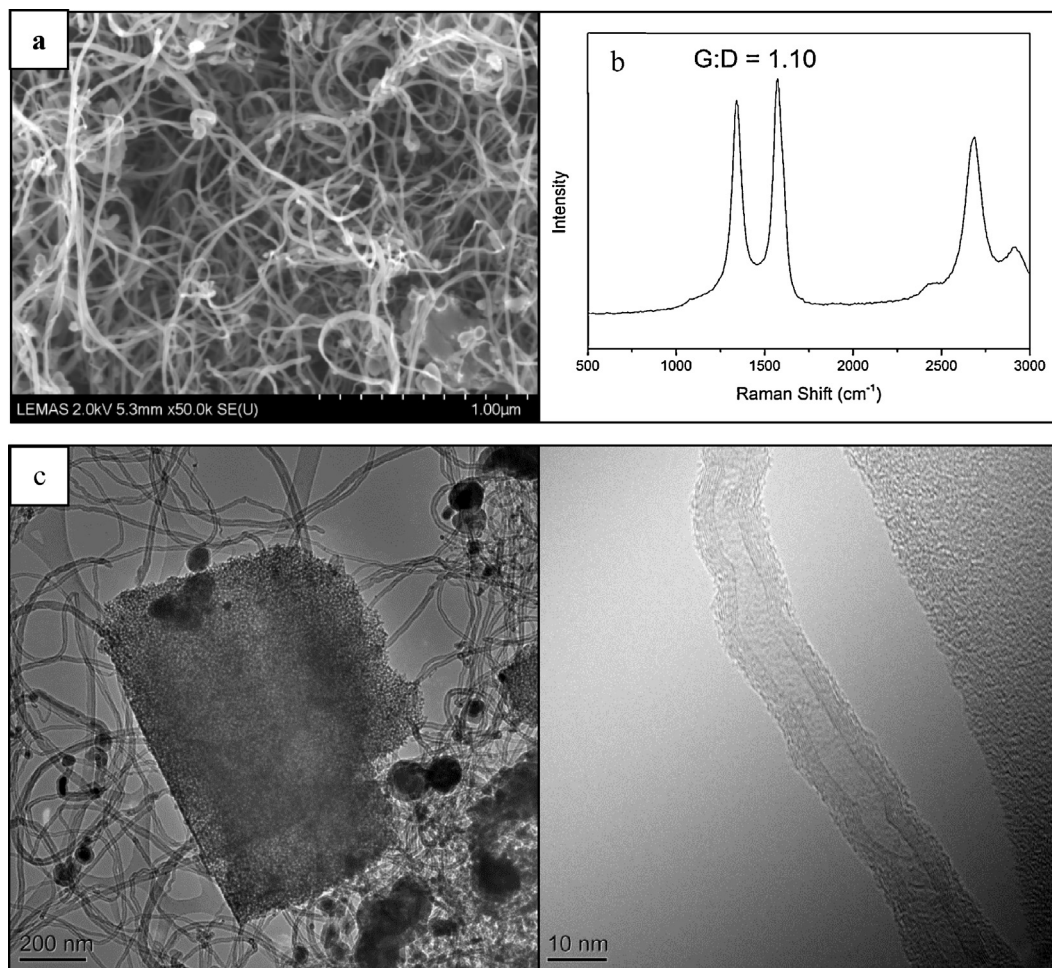 a
LEMAS 2.0kV 5.3mm x50.0k SE(U)
1.00μm
b
G:D = 1.10
Intensity
500
1000
1500
2000
2500
3000
Raman Shift (cm⁻¹)
c
200 nm
10 nm